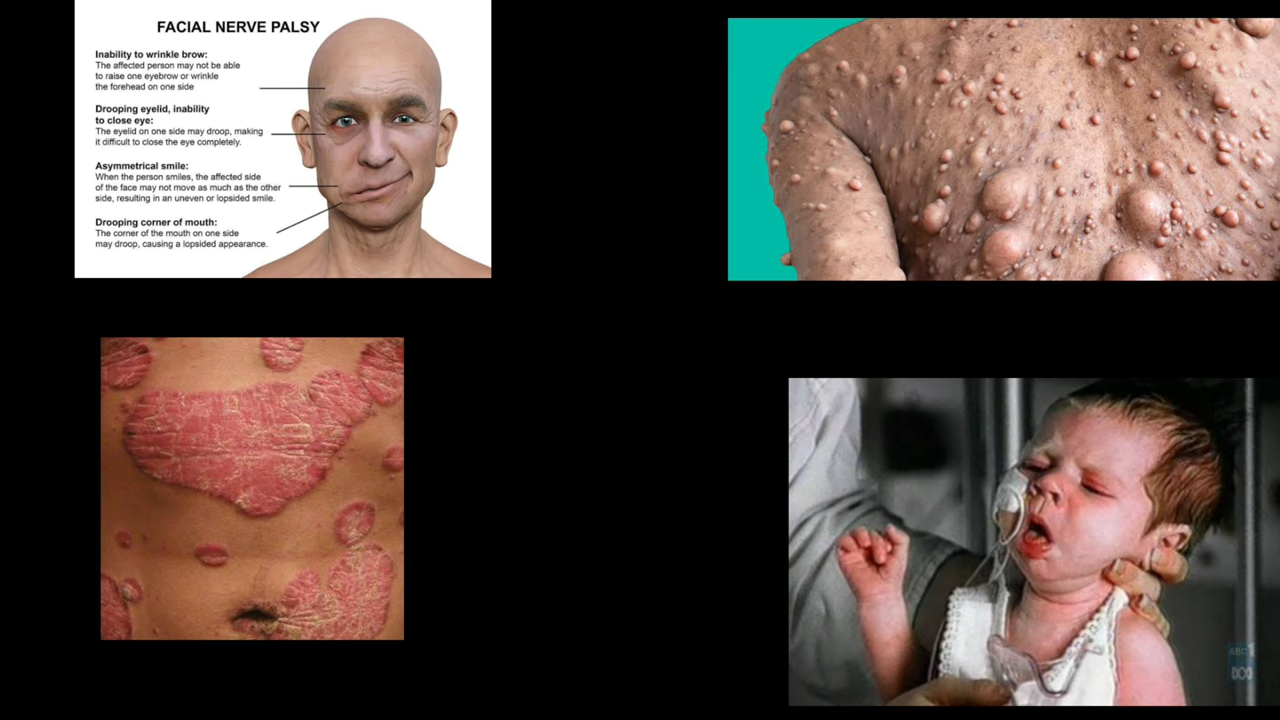 FACIAL NERVE PALSY
Inability to wrinkle brow:
The affected person may not be able
to raise one eyebrow or wrinkle
the forehead on one side
Drooping eyelid, inability
to close eye:
The eyelid on one side may droop, making
it difficult to close the eye completely.
Asymmetrical smile:
When the person smiles, the affected side
of the face may not move as much as the other
side, resulting in an uneven or lopsided smile.
Drooping corner of mouth:
The corner of the mouth on one side
may droop, causing a lopsided appearance.
ABC1